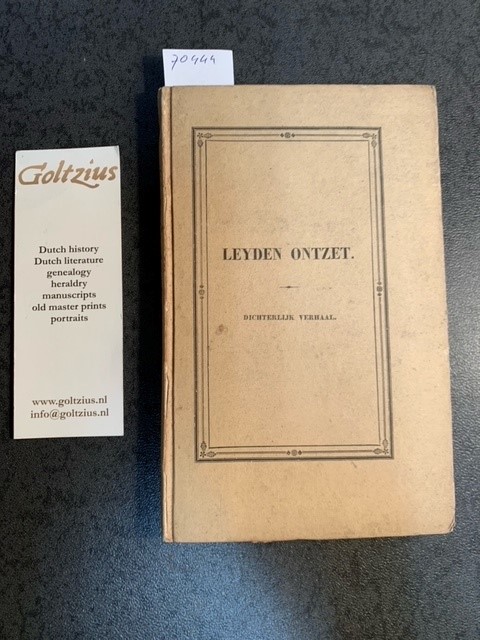 70444
Goltzius
Dutch history
Dutch literature
genealogy
heraldry
manuscripts
old master prints
portraits
www.goltzius.nl
info@goltzius.nl
LEYDEN ONTZET.
DICHTERLIJK VERHAAL.